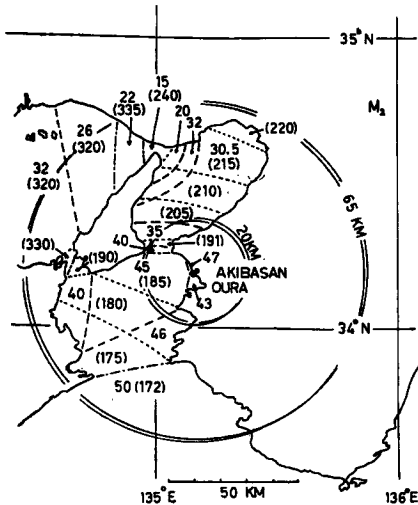 35°N
M₂
15
(240)
22
(335)
20
32
26
(320)
(220)
30.5
(215)
32
(320)
(210)
(205)
65 KM
20KM
35
40
(191)
(330)
(190)
45
47
(185)
AKIBASAN
OURA
40
(180)
43
34°N
46
(175)
50 (172)
135°E
50 KM
136°E